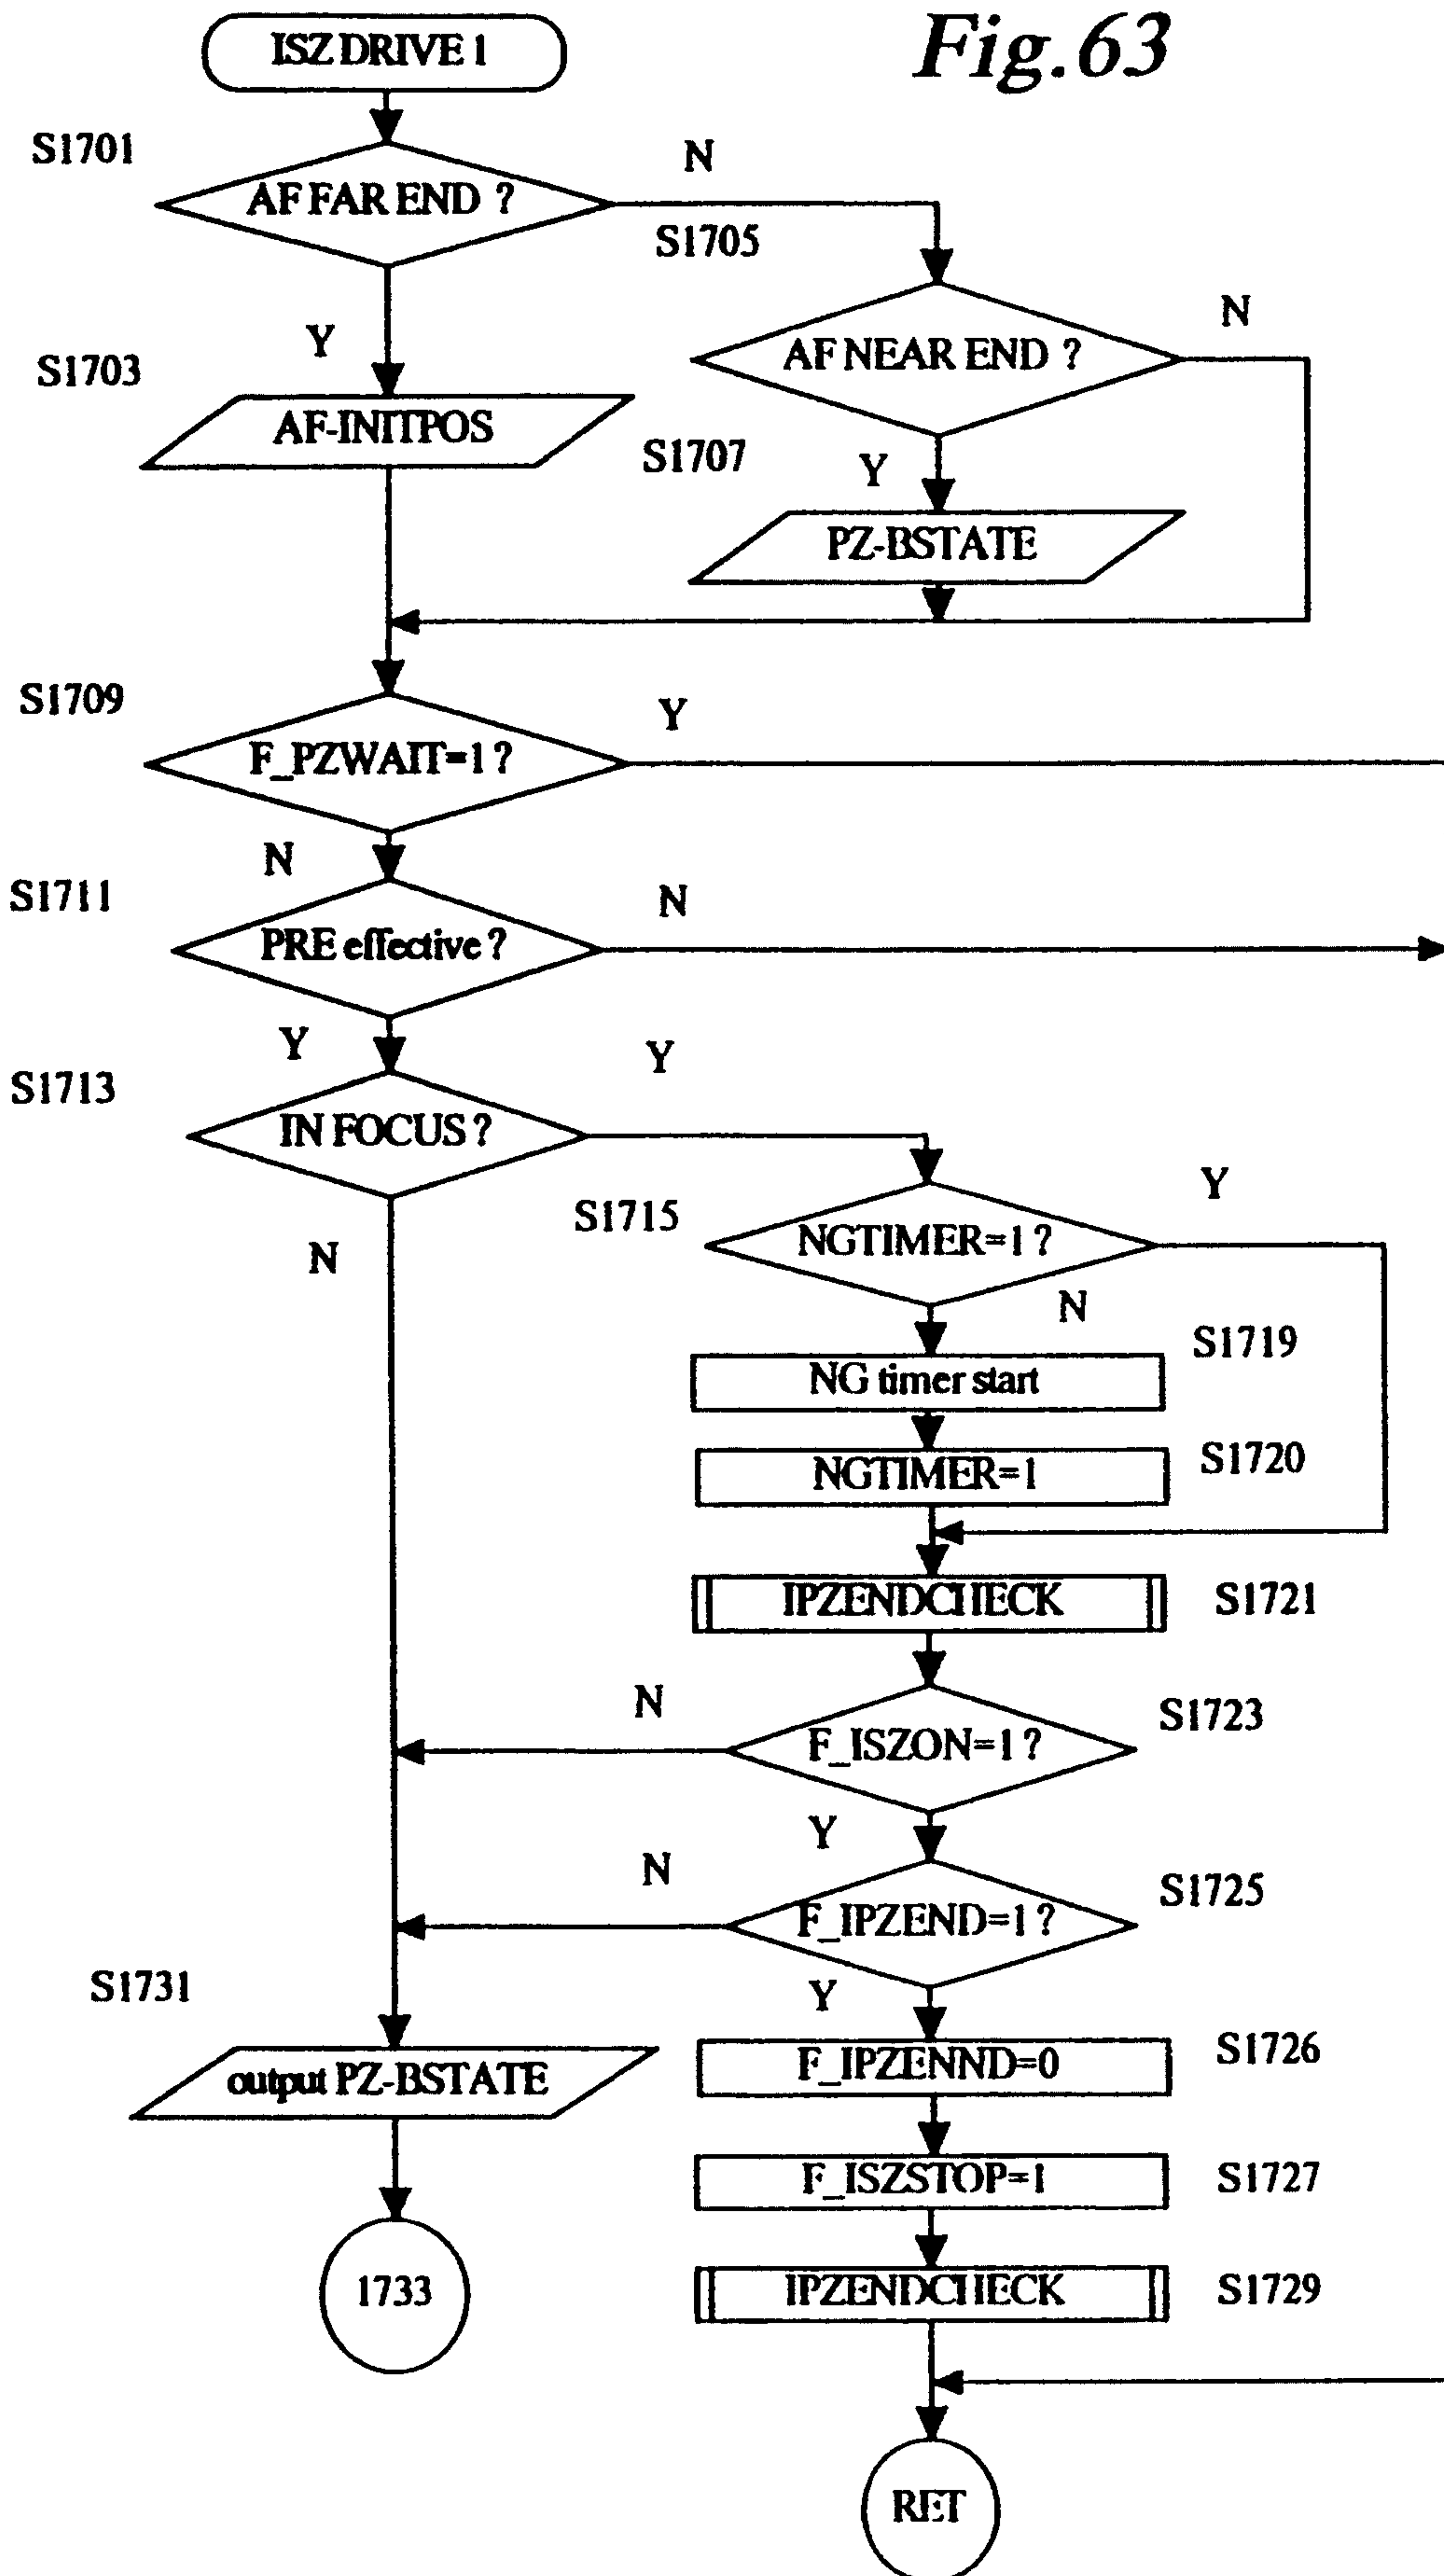 Fig.63
ISZ DRIVE 1
S1701
AF FAR END ?
N
Y
S1705
AF NEAR END ?
N
S1703
AF-INITPOS
S1707
Y
PZ-BSTATE
S1709
F_PZWAIT=1?
Y
N
S1711
PRE effective?
N
Y
S1713
IN FOCUS?
Y
N
S1715
NGTIMER=1?
Y
N
S1719
NG timer start
S1720
NGTIMER=1
IPZENDCHECK
S1721
N
F_ISZON=1?
S1723
Y
N
F_IPZEND=1?
S1725
Y
S1731
output PZ-BSTATE
1733
F_IPZENND=0
S1726
F_ISZSTOP=1
S1727
IPZENDCHECK
S1729
RET